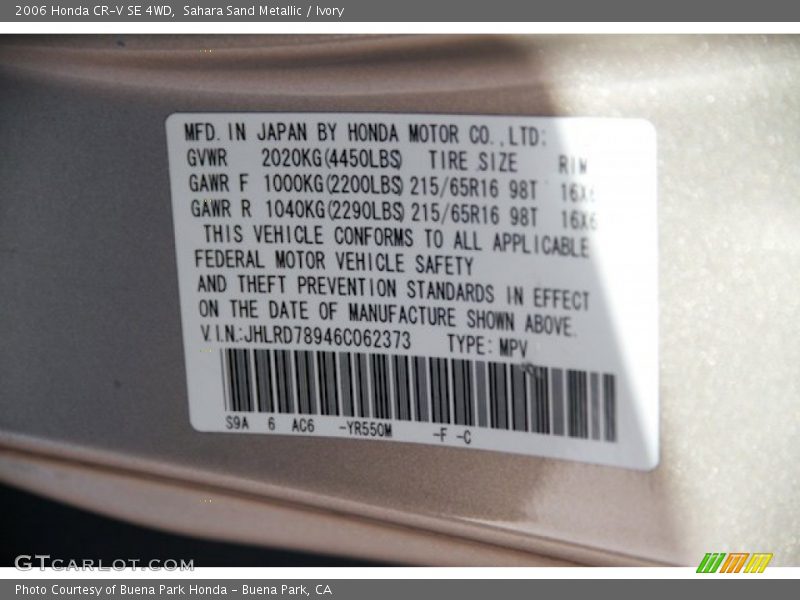 2006 Honda CR-V SE 4WD, Sahara Sand Metallic / Ivory
MFD. IN JAPAN BY HONDA MOTOR CO., LTD:
GVWR 2020KG(4450LBS) TIRE SIZE RIM
GAWR F 1000KG(2200LBS) 215/65R16 98T 16X6
GAWR R 1040KG(2290LBS) 215/65R16 98T 16X6
THIS VEHICLE CONFORMS TO ALL APPLICABLE
FEDERAL MOTOR VEHICLE SAFETY
AND THEFT PREVENTION STANDARDS IN EFFECT
ON THE DATE OF MANUFACTURE SHOWN ABOVE.
V.I.N.:JHLRD78946C062373 TYPE: MPV
S9A 6 AC6 -YR550M -F -C
GTCARLOT.COM
Photo Courtesy of Buena Park Honda - Buena Park, CA